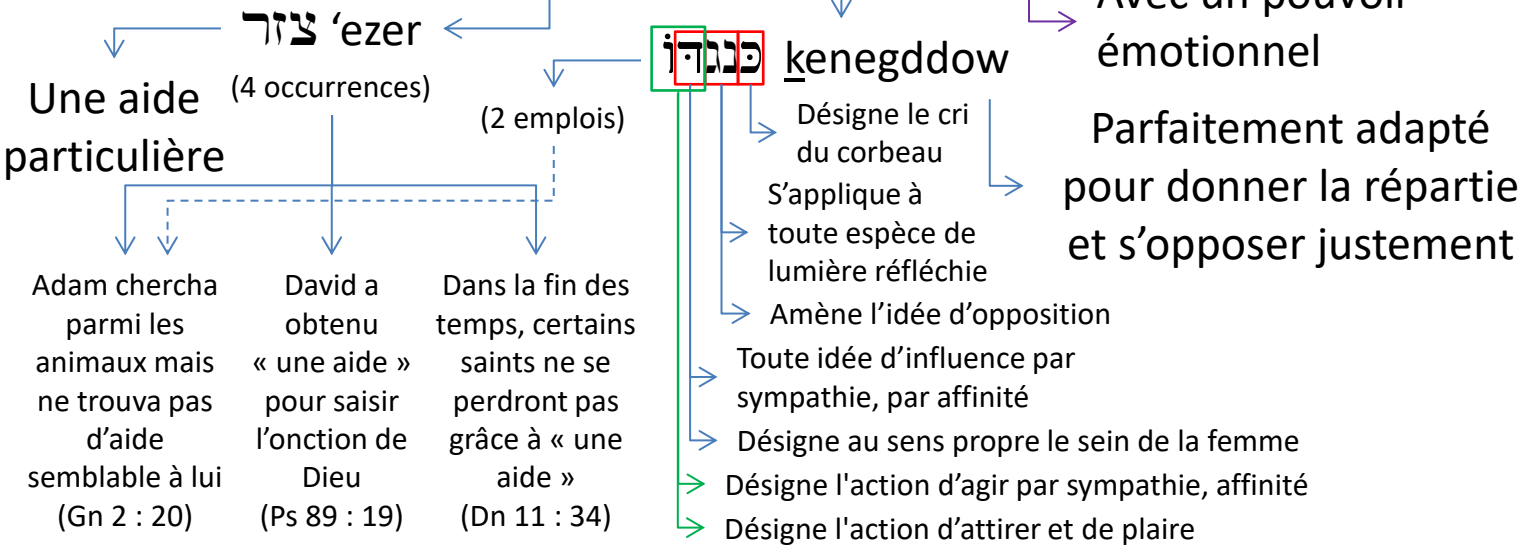 צזר ‘ezer
(4 occurrences)
Une aide
particulière
Adam chercha
parmi les
animaux mais
ne trouva pas
d’aide
semblable à lui
(Gn 2 : 20)
David a
obtenu
« une aide »
pour saisir
l’onction de
Dieu
(Ps 89 : 19)
Dans la fin des
temps, certains
saints ne se
perdront pas
grâce à « une
aide »
(Dn 11 : 34)
כּנגדּוֹ kenegddow
(2 emplois)
Désigne le cri
du corbeau
S’applique à
toute espèce de
lumière réfléchie
Amène l’idée d’opposition
Toute idée d’influence par
sympathie, par affinité
Désigne au sens propre le sein de la femme
Désigne l'action d’agir par sympathie, affinité
Désigne l'action d’attirer et de plaire
Avec un pouvoir
émotionnel
Parfaitement adapté
pour donner la répartie
et s’opposer justement